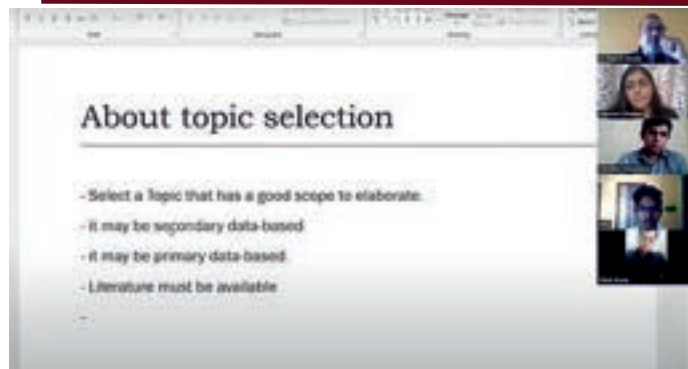 About topic selection
- Select a Topic that has a good scope to elaborate.
- it may be secondary data-based
- it may be primary data-based
- Literature must be available
-